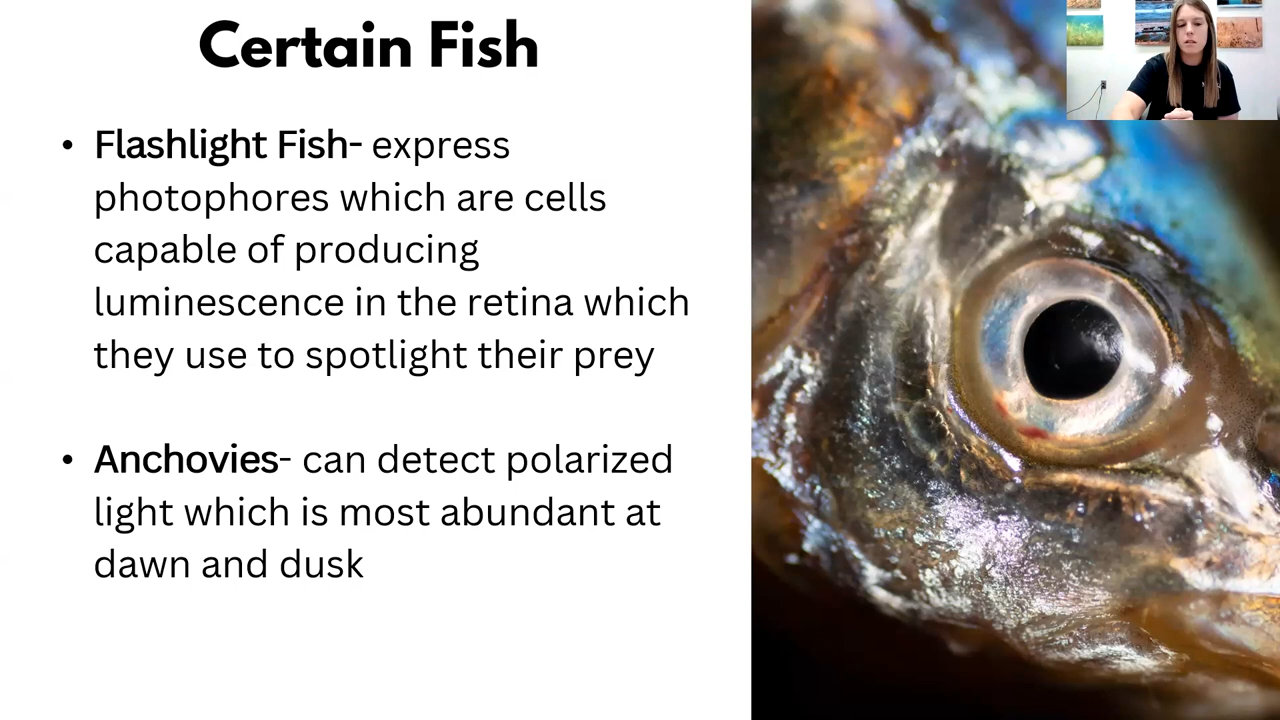 Certain Fish
• Flashlight Fish- express
photophores which are cells
capable of producing
luminescence in the retina which
they use to spotlight their prey
• Anchovies- can detect polarized
light which is most abundant at
dawn and dusk